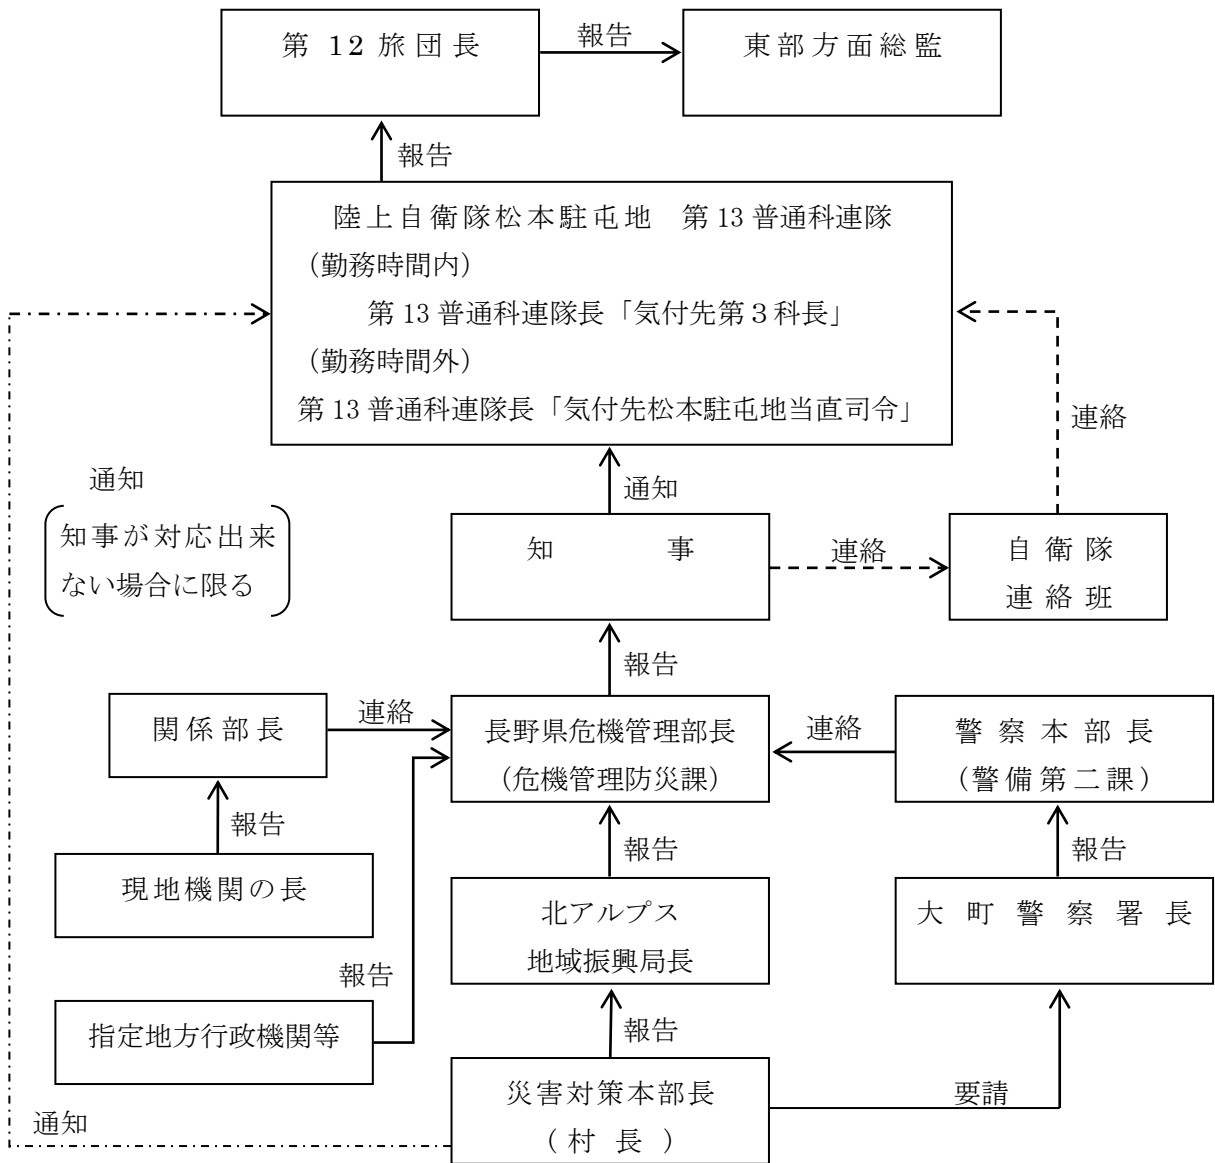 第 12 旅団長
報告
東部方面総監
報告
陸上自衛隊松本駐屯地　第 13 普通科連隊
（勤務時間内）
第 13 普通科連隊長「気付先第３科長」
（勤務時間外）
第 13 普通科連隊長「気付先松本駐屯地当直司令」
連絡
通知
知事が対応出来
ない場合に限る
通知
知　事
連絡
自衛隊
連絡班
報告
関係部長
連絡
長野県危機管理部長
（危機管理防災課）
連絡
警察本部長
（警備第二課）
報告
現地機関の長
報告
北アルプス
地域振興局長
報告
大町警察署長
報告
指定地方行政機関等
報告
災害対策本部長
（村長）
要請
通知